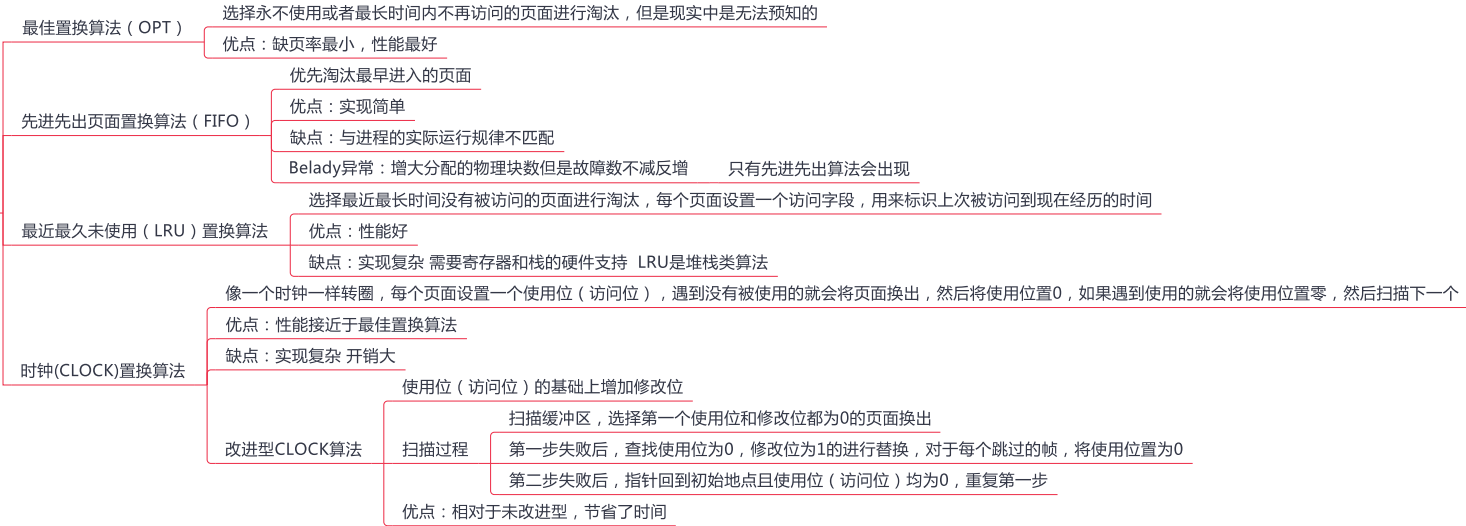 最佳置换算法（OPT）
选择永不使用或者最长时间内不再访问的页面进行淘汰，但是现实中是无法预知的
优点：缺页率最小，性能最好
先进先出页面置换算法（FIFO）
优先淘汰最早进入的页面
优点：实现简单
缺点：与进程的实际运行规律不匹配
Belady异常：增大分配的物理块数但是故障数不减反增
只有先进先出算法会出现
最近最久未使用（LRU）置换算法
选择最近最长时间没有被访问的页面进行淘汰，每个页面设置一个访问字段，用来标识上次被访问到现在经历的时间
优点：性能好
缺点：实现复杂 需要寄存器和栈的硬件支持  LRU是堆栈类算法
时钟(CLOCK)置换算法
像一个时钟一样转圈，每个页面设置一个使用位（访问位），遇到没有被使用的就会将页面换出，然后将使用位置0，如果遇到使用的就会将使用位置零，然后扫描下一个
优点：性能接近于最佳置换算法
缺点：实现复杂 开销大
改进型CLOCK算法
使用位（访问位）的基础上增加修改位
扫描过程
扫描缓冲区，选择第一个使用位和修改位都为0的页面换出
第一步失败后，查找使用位为0，修改位为1的进行替换，对于每个跳过的帧，将使用位置为0
第二步失败后，指针回到初始地点且使用位（访问位）均为0，重复第一步
优点：相对于未改进型，节省了时间